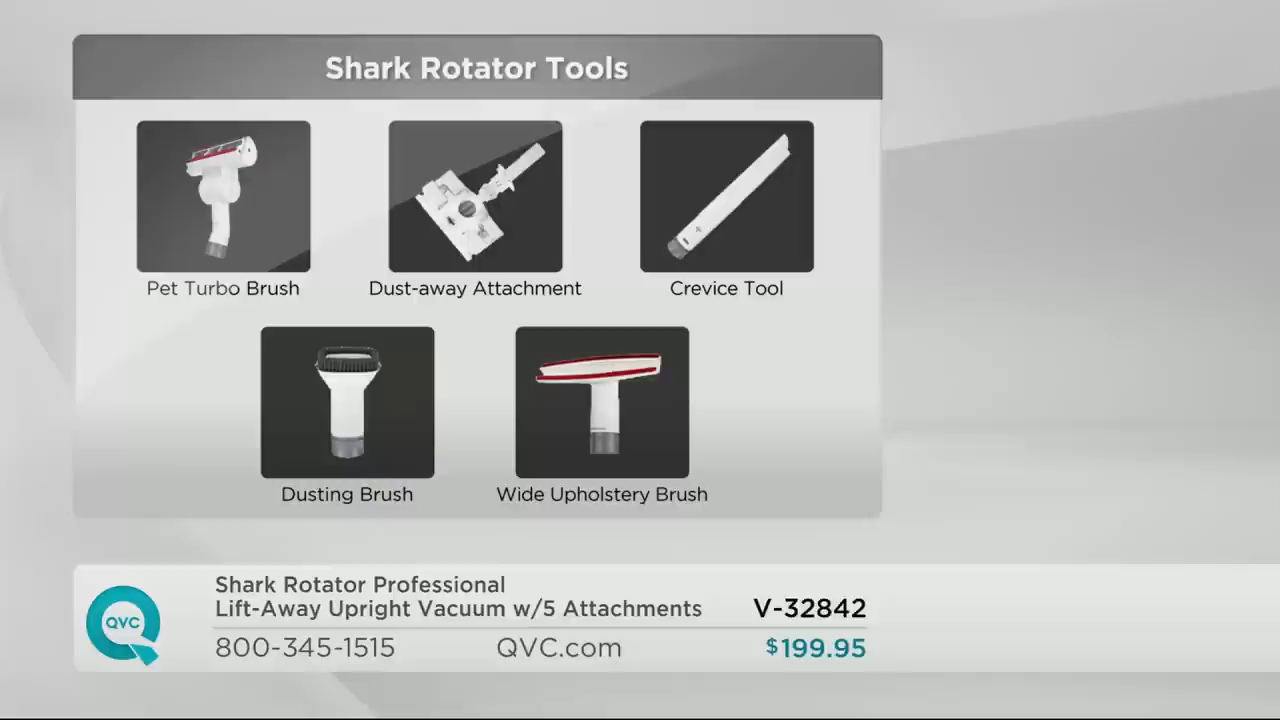 Shark Rotator Tools
Pet Turbo Brush
Dust-away Attachment
Crevice Tool
Dusting Brush
Wide Upholstery Brush
QVC
Shark Rotator Professional
Lift-Away Upright Vacuum w/5 Attachments
V-32842
800-345-1515
QVC.com
$199.95